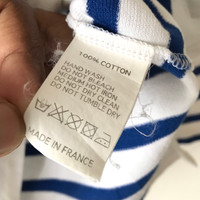 100% COTTON
HAND WASH
DO NOT BLEACH
MEDIUM HOT IRON
DO NOT DRY CLEAN
DO NOT TUMBLE DRY
MADE IN FRANCE